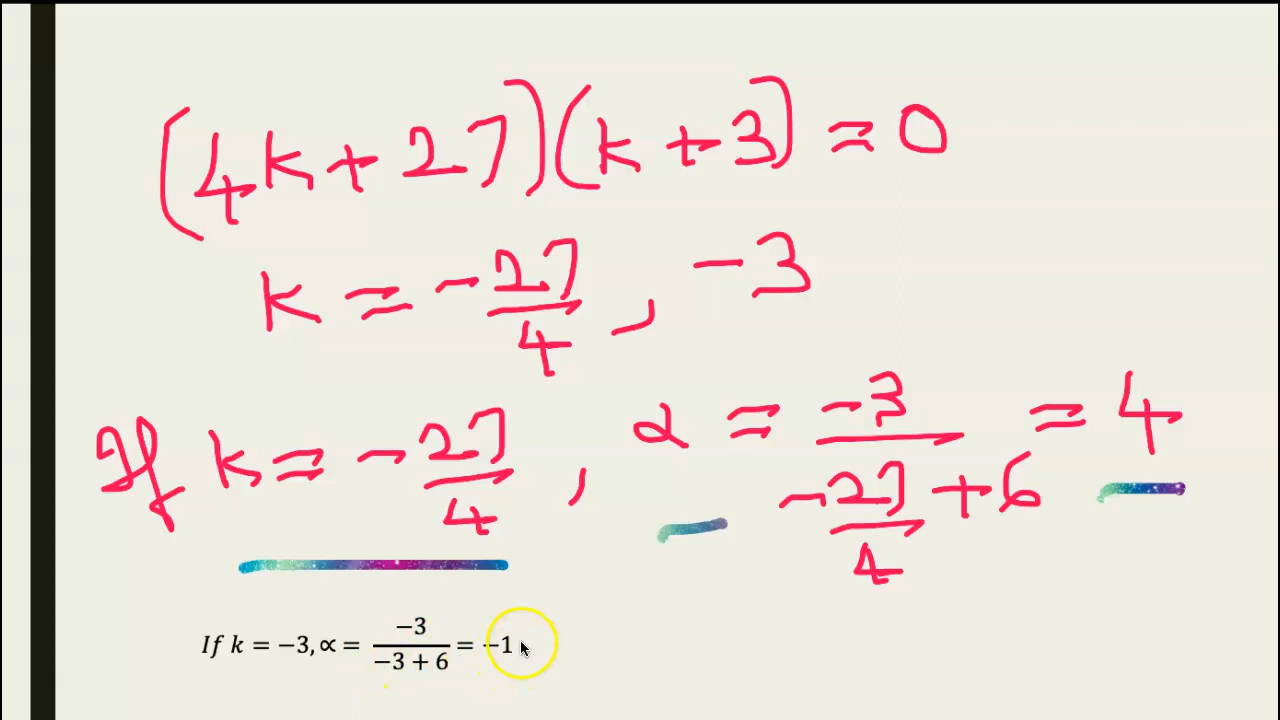 (4k+27)(k+3)=0
k = -27/4, -3
If k = -27/4, α = -3/(-27/4 + 6) = 4
If k = −3, ∝ = −3/(−3 + 6) = −1